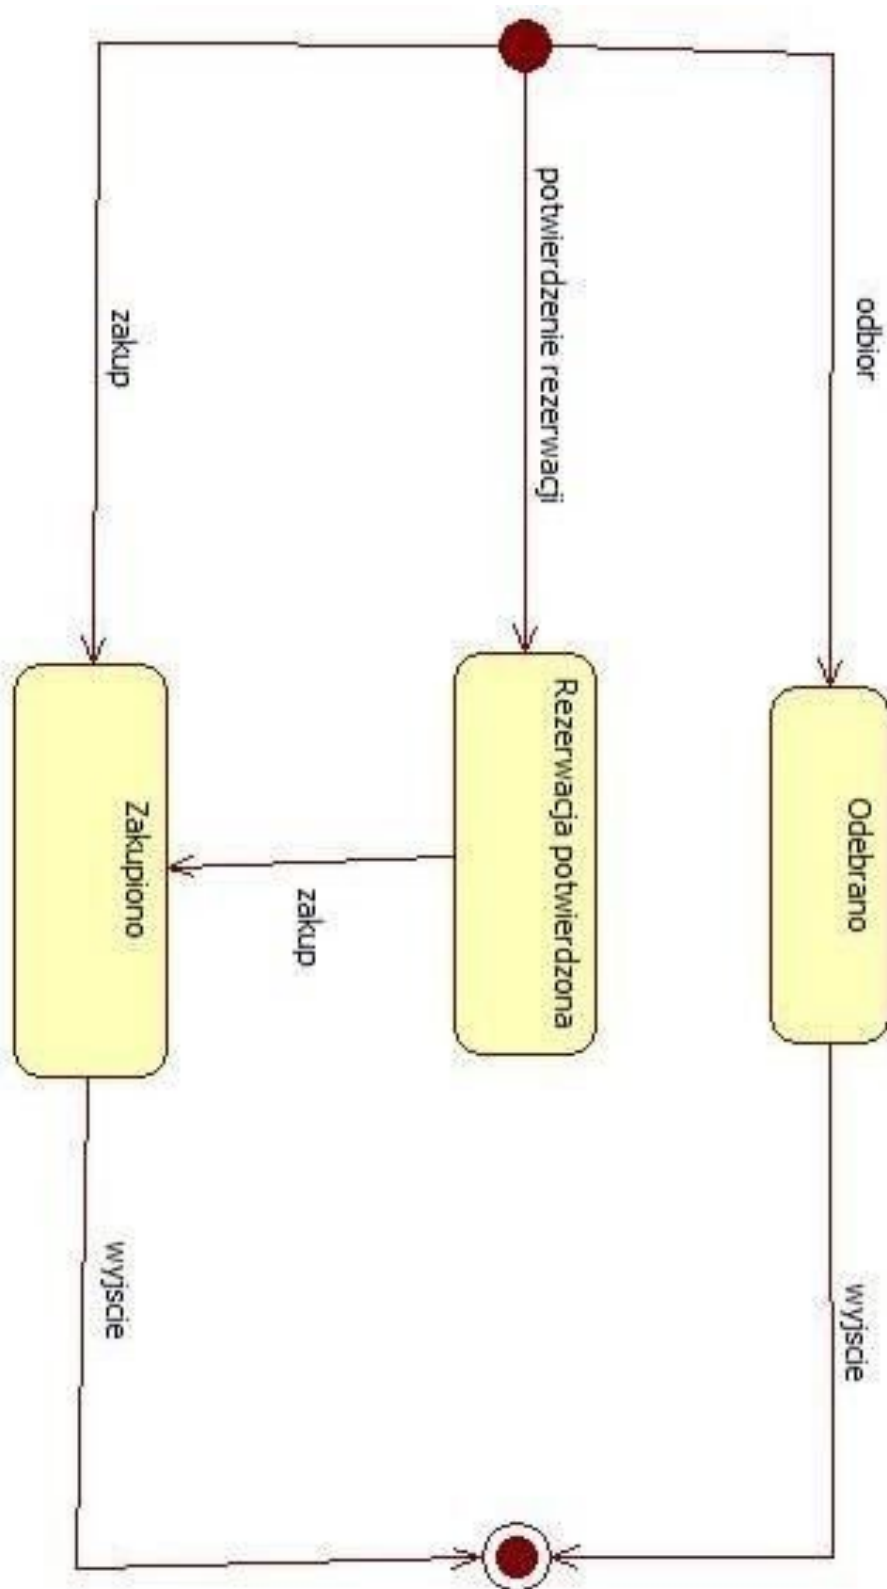 odbior
Odebrano
wyjscie
potwierdzenie rezerwacji
Rezerwacja potwierdzona
zakup
zakup
Zakupiono
wyjscie